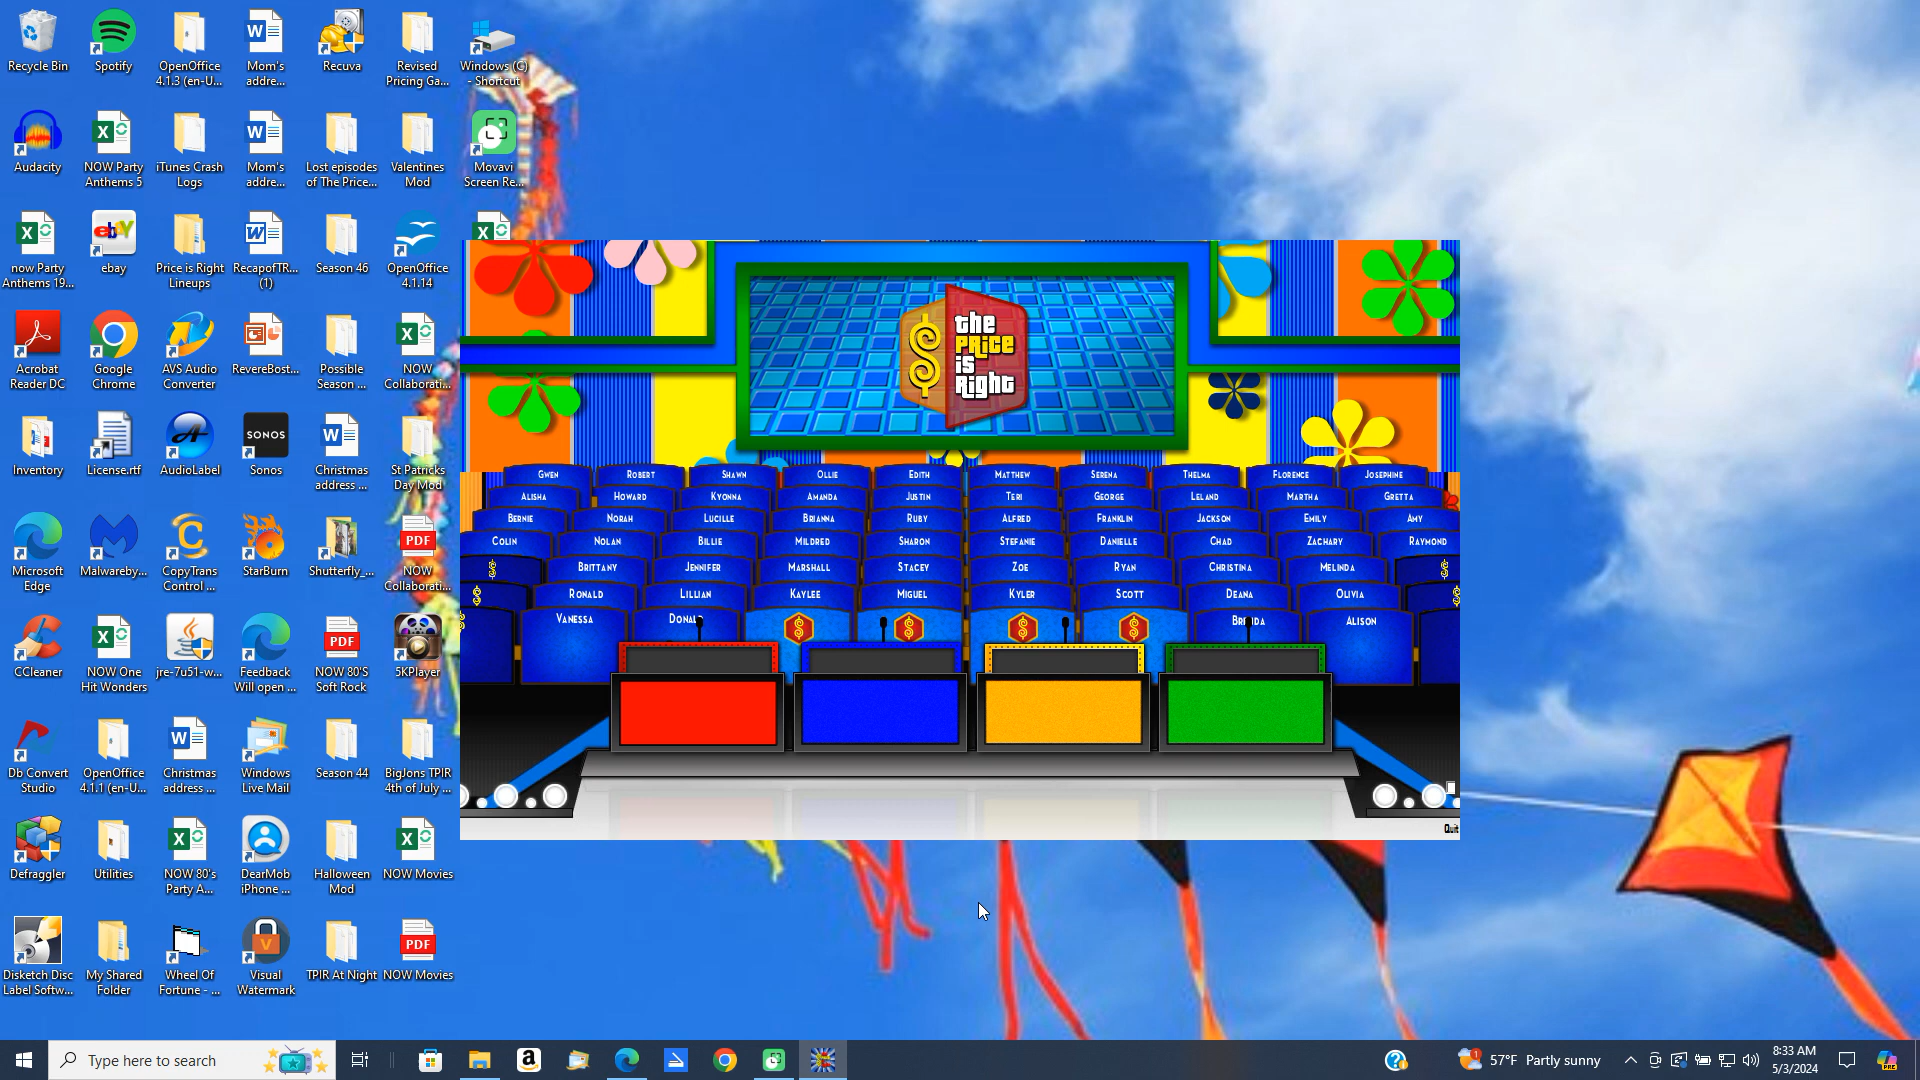 Recycle Bin
Spotify
OpenOffice
4.1.3 (en-U...
Mom's
addre...
Recuva
Revised
Pricing Ga...
Windows (C)
- Shortcut
Audacity
NOW Party
Anthems 5
iTunes Crash
Logs
Mom's
addre...
Lost episodes
of The Price...
Valentines
Mod
Movavi
Screen Re...
now Party
Anthems 19...
ebay
Price is Right
Lineups
RecapofTR...
(1)
Season 46
OpenOffice
4.1.14
Acrobat
Reader DC
Google
Chrome
AVS Audio
Converter
RevereBost...
Possible
Season ...
NOW
Collaborati...
Inventory
License.rtf
AudioLabel
SONOS
Sonos
Christmas
address ...
St Patricks
Day Mod
Microsoft
Edge
Malwareby...
CopyTrans
Control ...
StarBurn
Shutterfly_...
PDF
NOW
Collaborati...
CCleaner
NOW One
Hit Wonders
jre-7u51-w...
Feedback
Will open ...
PDF
NOW 80'S
Soft Rock
5KPlayer
Db Convert
Studio
OpenOffice
4.1.1 (en-U...
Christmas
address ...
Windows
Live Mail
Season 44
BigJons TPIR
4th of July ...
Defraggler
Utilities
NOW 80's
Party A...
DearMob
iPhone ...
Halloween
Mod
NOW Movies
Disketch Disc
Label Softw...
My Shared
Folder
Wheel Of
Fortune - ...
Visual
Watermark
TPIR At Night
PDF
NOW Movies
the
PRice
is
Right
GWEN ROBERT SHAWN OLLIE EDITH MATTHEW SERENA THELMA FLORENCE JOSEPHINE
ALISHA HOWARD KYONNA AMANDA JUSTIN TERI GEORGE LELAND MARTHA GRETTA
BERNIE NORAH LUCILLE BRIANNA RUBY ALFRED FRANKLIN JACKSON EMILY AMY
COLIN NOLAN BILLIE MILDRED SHARON STEFANIE DANIELLE CHAD ZACHARY RAYMOND
BRITTANY JENNIFER MARSHALL STACEY ZOE RYAN CHRISTINA MELINDA
RONALD LILLIAN KAYLEE MIGUEL KYLER SCOTT DEANA OLIVIA
VANESSA ALISON
Quit
Type here to search
57°F Partly sunny
8:33 AM
5/3/2024